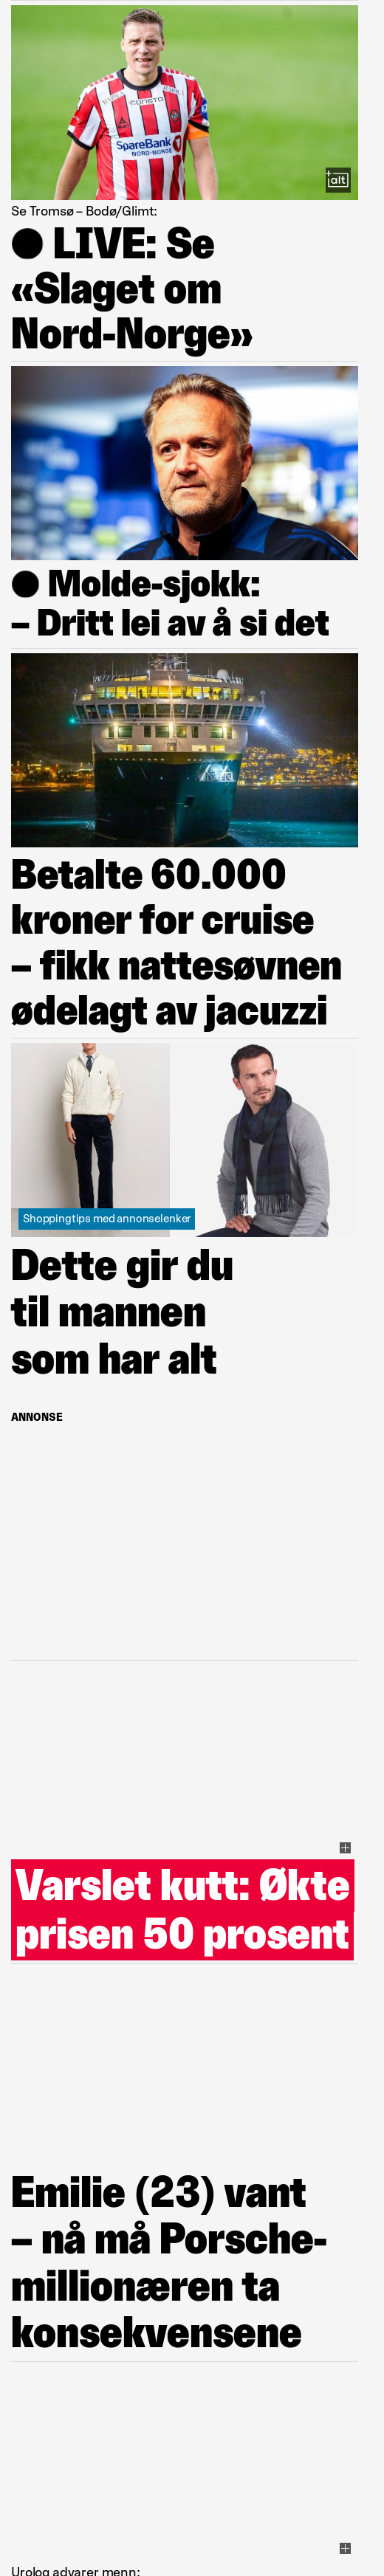 SpareBank
NORD-NORGE
+alt
Se Tromsø – Bodø/Glimt:
● LIVE: Se
«Slaget om
Nord-Norge»
● Molde-sjokk:
– Dritt lei av å si det
Betalte 60.000
kroner for cruise
– fikk nattesøvnen
ødelagt av jacuzzi
Shoppingtips med annonselenker
Dette gir du
til mannen
som har alt
ANNONSE
Varslet kutt: Økte
prisen 50 prosent
Emilie (23) vant
– nå må Porsche-
millionæren ta
konsekvensene
Urolog advarer menn: